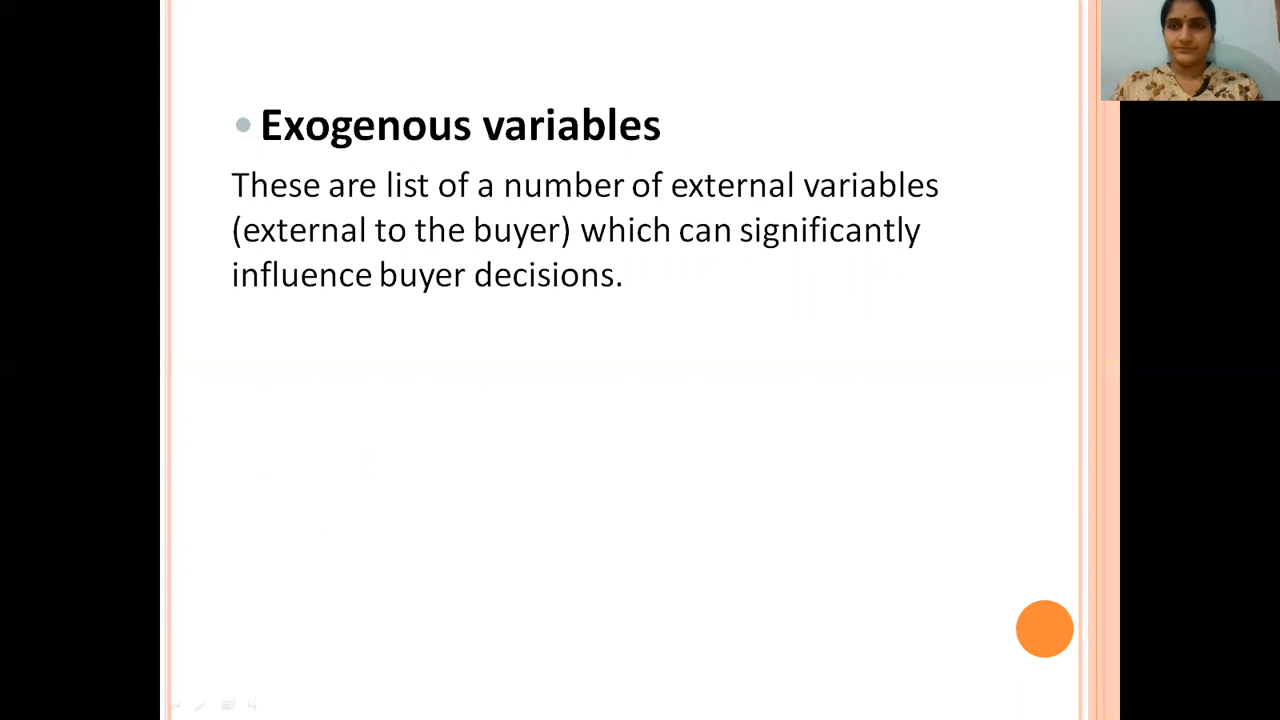 Exogenous variables
These are list of a number of external variables
(external to the buyer) which can significantly
influence buyer decisions.